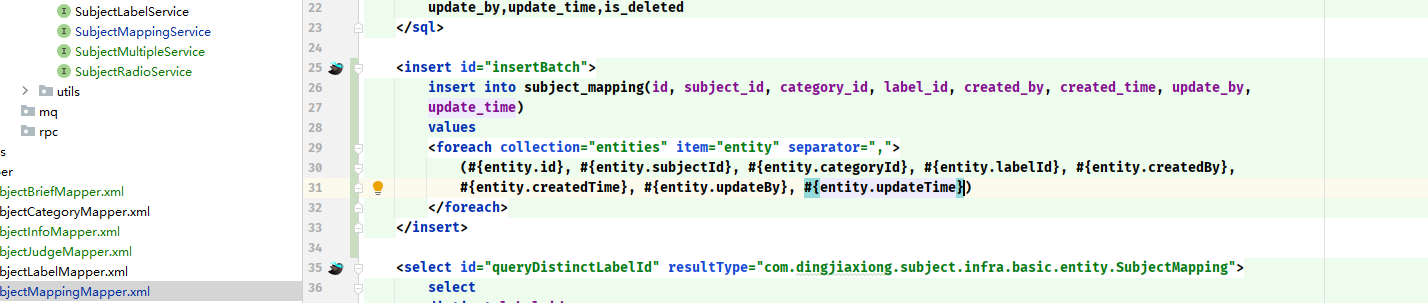 SubjectLabelService
SubjectMappingService
SubjectMultipleService
SubjectRadioService
utils
mq
rpc
s
per
bjectBriefMapper.xml
bjectCategoryMapper.xml
bjectInfoMapper.xml
bjectJudgeMapper.xml
bjectLabelMapper.xml
bjectMappingMapper.xml
22 update_by,update_time,is_deleted
23 </sql>
24
25 <insert id="insertBatch">
26 insert into subject_mapping(id, subject_id, category_id, label_id, created_by, created_time, update_by,
27 update_time)
28 values
29 <foreach collection="entities" item="entity" separator=",">
30 (#{entity.id}, #{entity.subjectId}, #{entity.categoryId}, #{entity.labelId}, #{entity.createdBy},
31 #{entity.createdTime}, #{entity.updateBy}, #{entity.updateTime})
32 </foreach>
33 </insert>
34
35 <select id="queryDistinctLabelId" resultType="com.dingjiaxiong.subject.infra.basic.entity.SubjectMapping">
36 select